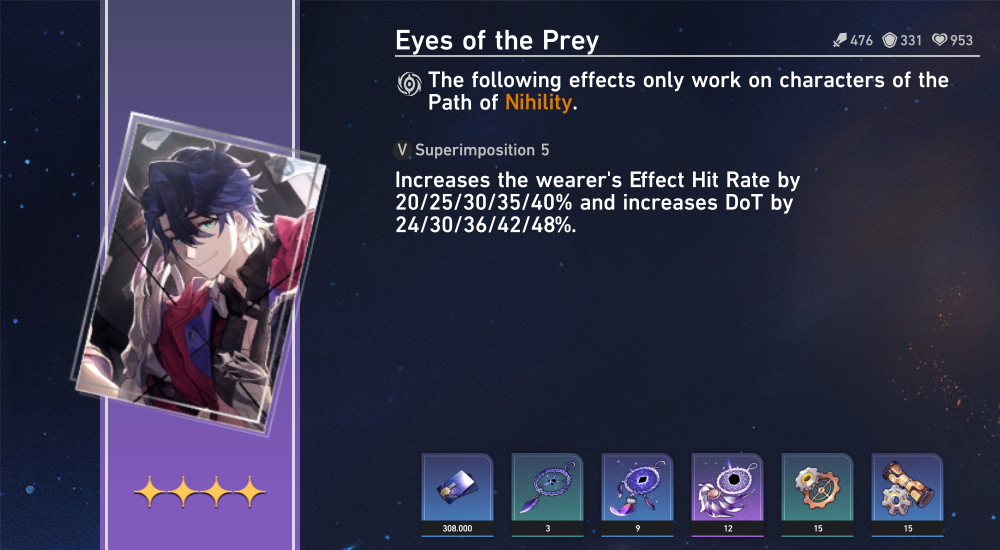 Eyes of the Prey
476 331 953
The following effects only work on characters of the
Path of Nihility.
V Superimposition 5
Increases the wearer's Effect Hit Rate by
20/25/30/35/40% and increases DoT by
24/30/36/42/48%.
308.000 3 9 12 15 15